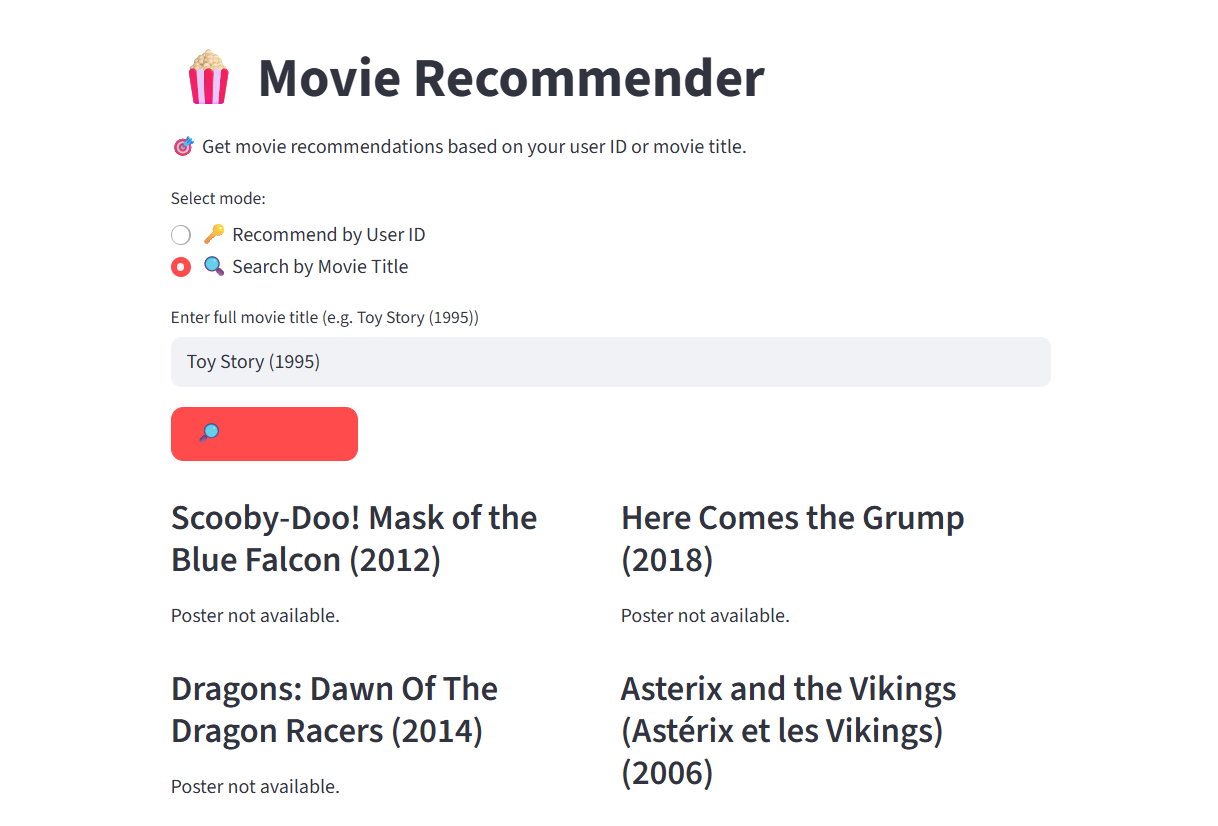 Movie Recommender
Get movie recommendations based on your user ID or movie title.
Select mode:
Recommend by User ID
Search by Movie Title
Enter full movie title (e.g. Toy Story (1995))
Toy Story (1995)
Scooby-Doo! Mask of the
Blue Falcon (2012)
Poster not available.
Here Comes the Grump
(2018)
Poster not available.
Dragons: Dawn Of The
Dragon Racers (2014)
Poster not available.
Asterix and the Vikings
(Astérix et les Vikings)
(2006)